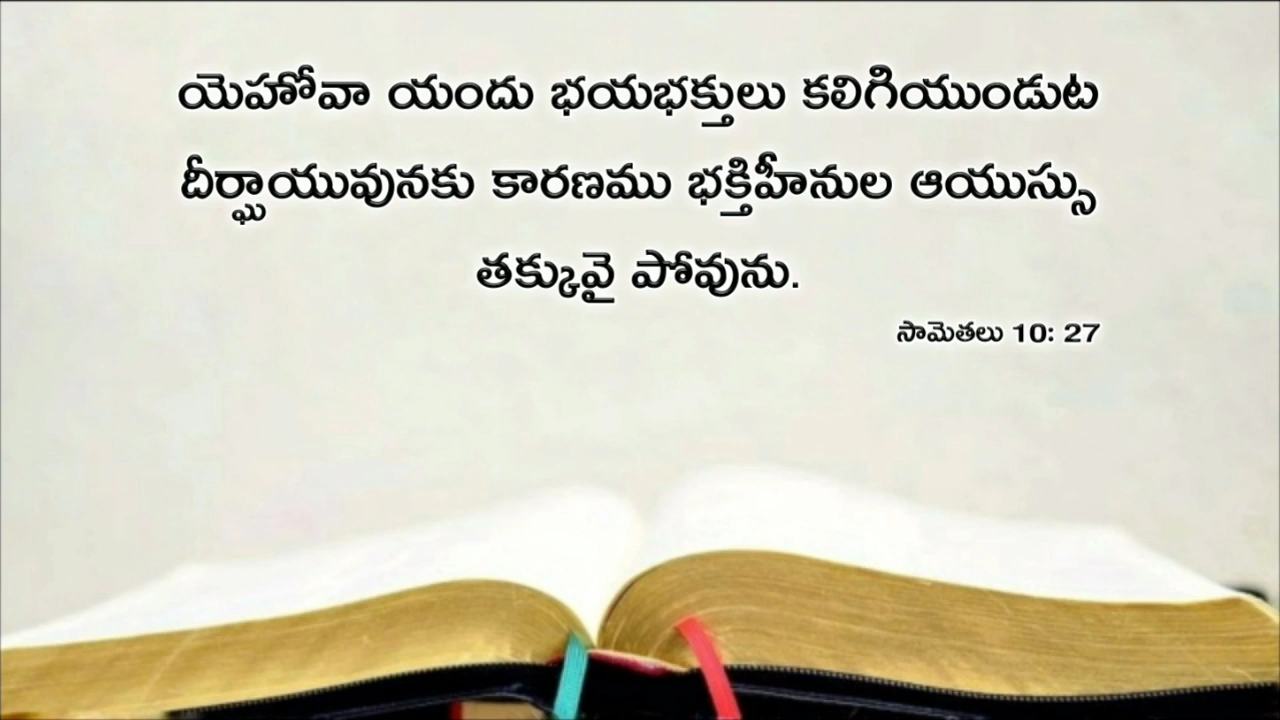 యెహోవా యందు భయభక్తులు కలిగియుండుట
దీర్ఘాయువునకు కారణము భక్తిహీనుల ఆయుస్సు
తక్కువై పోవును.
సామెతలు 10: 27